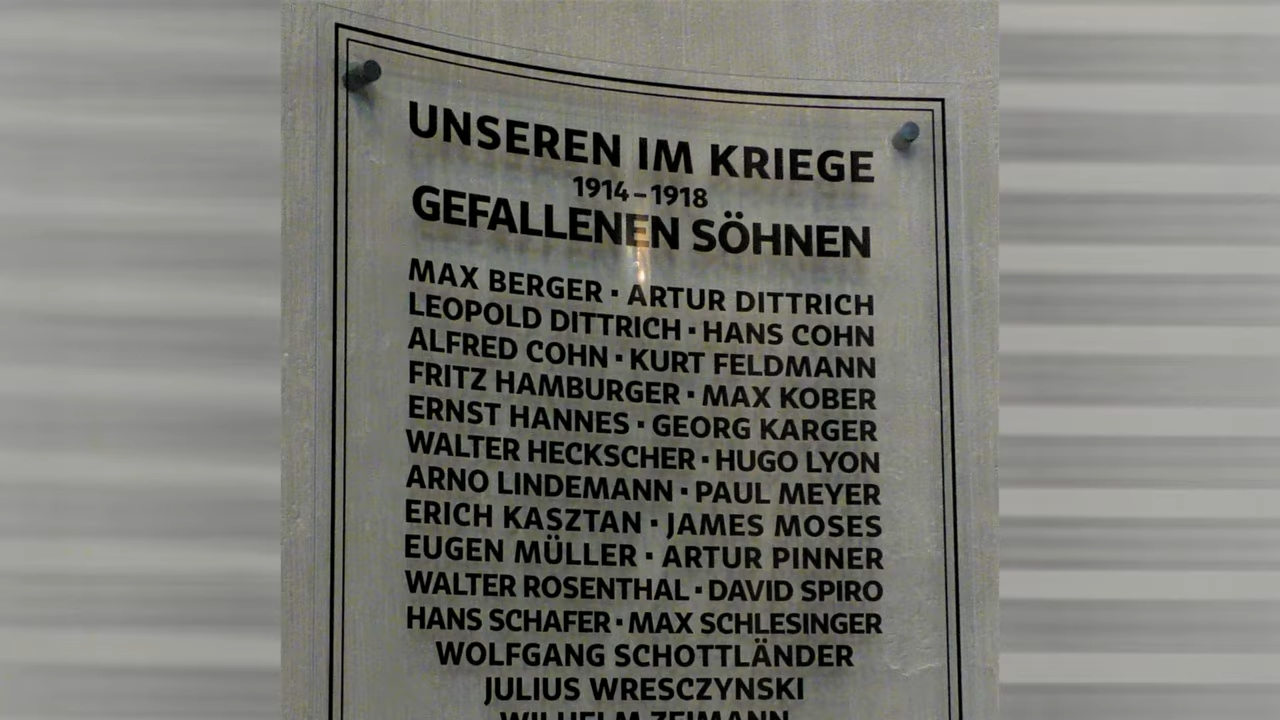 UNSEREN IM KRIEGE
1914–1918
GEFALLENEN SÖHNEN
MAX BERGER · ARTUR DITTRICH
LEOPOLD DITTRICH · HANS COHN
ALFRED COHN · KURT FELDMANN
FRITZ HAMBURGER · MAX KOBER
ERNST HANNES · GEORG KARGER
WALTER HECKSCHER · HUGO LYON
ARNO LINDEMANN · PAUL MEYER
ERICH KASZTAN · JAMES MOSES
EUGEN MÜLLER · ARTUR PINNER
WALTER ROSENTHAL · DAVID SPIRO
HANS SCHAFER · MAX SCHLESINGER
WOLFGANG SCHOTTLÄNDER
JULIUS WRESCZYNSKI
WILHELM ZEIMANN